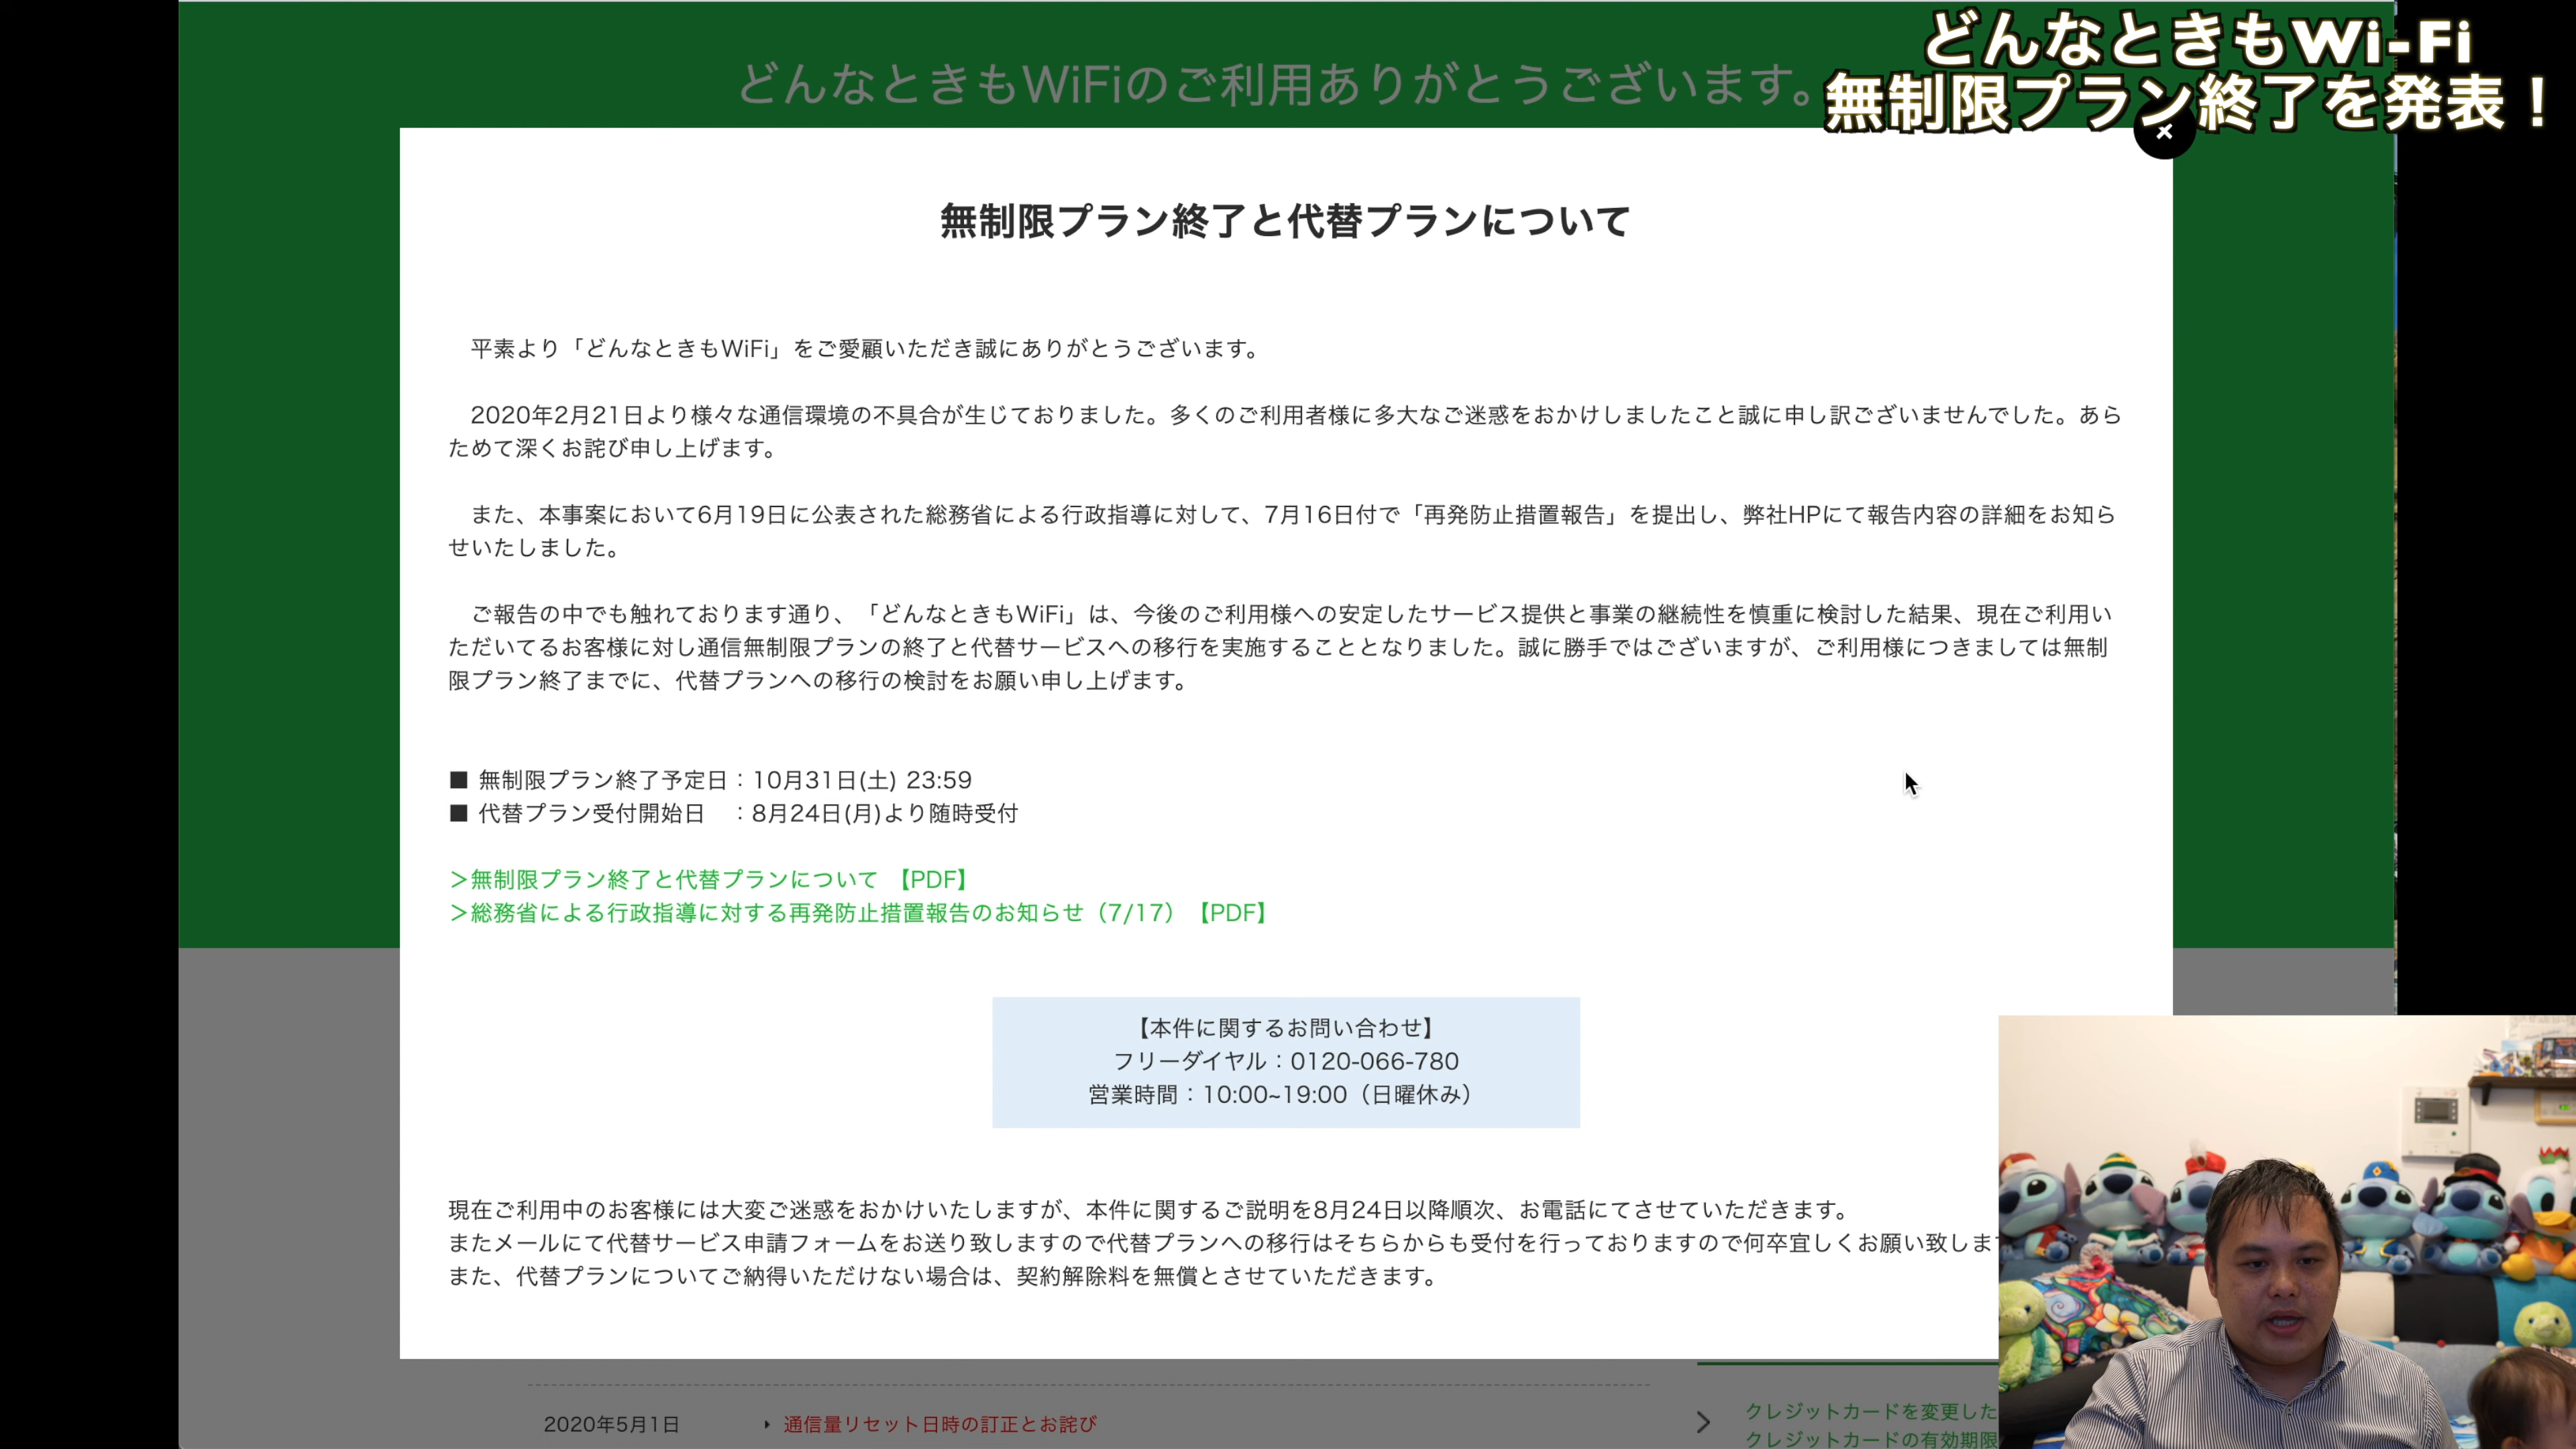 どんなときもWi-Fi
無制限プラン終了を発表！
どんなときもWiFiのご利用ありがとうございます。
×
無制限プラン終了と代替プランについて
平素より「どんなときもWiFi」をご愛顧いただき誠にありがとうございます。
2020年2月21日より様々な通信環境の不具合が生じておりました。多くのご利用者様に多大なご迷惑をおかけしましたこと誠に申し訳ございませんでした。あら
ためて深くお詫び申し上げます。
また、本事案において6月19日に公表された総務省による行政指導に対して、7月16日付で「再発防止措置報告」を提出し、弊社HPにて報告内容の詳細をお知ら
せいたしました。
ご報告の中でも触れております通り、「どんなときもWiFi」は、今後のご利用様への安定したサービス提供と事業の継続性を慎重に検討した結果、現在ご利用い
ただいてるお客様に対し通信無制限プランの終了と代替サービスへの移行を実施することとなりました。誠に勝手ではございますが、ご利用様につきましては無制
限プラン終了までに、代替プランへの移行の検討をお願い申し上げます。
■ 無制限プラン終了予定日：10月31日(土) 23:59
■ 代替プラン受付開始日　：8月24日(月)より随時受付
＞無制限プラン終了と代替プランについて 【PDF】
＞総務省による行政指導に対する再発防止措置報告のお知らせ（7/17）【PDF】
【本件に関するお問い合わせ】
フリーダイヤル：0120-066-780
営業時間：10:00~19:00（日曜休み）
現在ご利用中のお客様には大変ご迷惑をおかけいたしますが、本件に関するご説明を8月24日以降順次、お電話にてさせていただきます。
またメールにて代替サービス申請フォームをお送り致しますので代替プランへの移行はそちらからも受付を行っておりますので何卒宜しくお願い致しま
また、代替プランについてご納得いただけない場合は、契約解除料を無償とさせていただきます。
2020年5月1日
通信量リセット日時の訂正とお詫び
クレジットカードを変更した
クレジットカードの有効期限